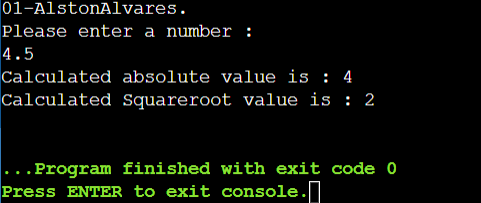 01-AlstonAlvares.
Please enter a number :
4.5
Calculated absolute value is : 4
Calculated Squareroot value is : 2
...Program finished with exit code 0
Press ENTER to exit console.